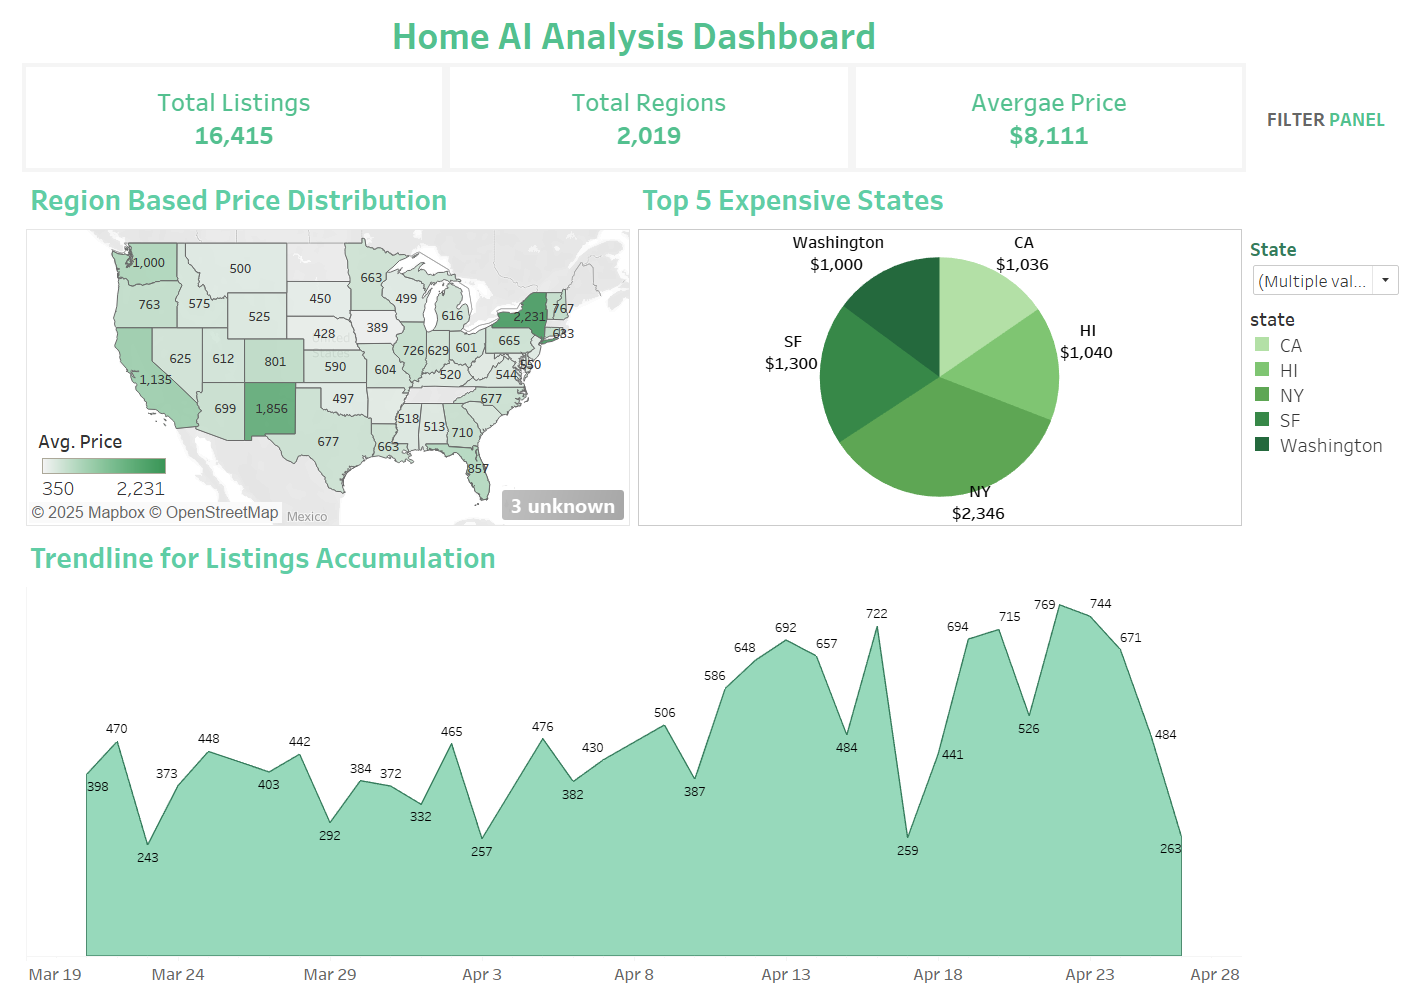 Home AI Analysis Dashboard
Total Listings
16,415
Total Regions
2,019
Avergae Price
$8,111
FILTER PANEL
Region Based Price Distribution
1,000
500
663
763
575
450
499
767
525
616
2,231
428
389
633
665
625
612
801
726
629
601
590
604
550
1,135
520
544
699
1,856
497
677
518
513
710
677
663
857
Avg. Price
350
2,231
3 unknown
© 2025 Mapbox © OpenStreetMap
Mexico
Top 5 Expensive States
Washington
$1,000
CA
$1,036
HI
$1,040
SF
$1,300
NY
$2,346
State
(Multiple val...
state
CA
HI
NY
SF
Washington
Trendline for Listings Accumulation
398
470
243
373
448
403
442
292
384
372
332
465
257
476
382
430
506
387
586
648
692
657
484
722
259
441
694
715
526
769
744
671
484
263
Mar 19
Mar 24
Mar 29
Apr 3
Apr 8
Apr 13
Apr 18
Apr 23
Apr 28